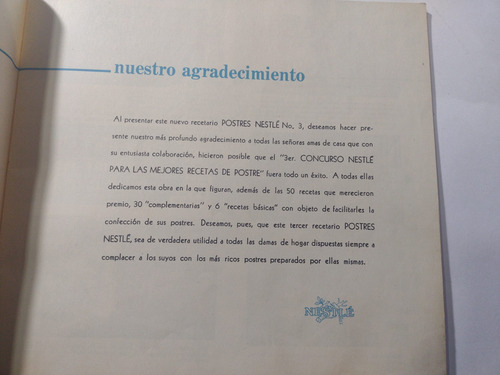 nuestro agradecimiento
Al presentar este nuevo recetario POSTRES NESTLÉ No. 3, deseamos hacer pre-
sente nuestro más profundo agradecimiento a todas las señoras amas de casa que con
su entusiasta colaboración, hicieron posible que el "3er. CONCURSO NESTLÉ
PARA LAS MEJORES RECETAS DE POSTRE" fuera todo un éxito. A todas ellas
dedicamos esta obra en la que figuran, además de las 50 recetas que merecieron
premio, 30 "complementarias" y 6 "recetas básicas" con objeto de facilitarles la
confección de sus postres. Deseamos, pues, que este tercer recetario POSTRES
NESTLÉ, sea de verdadera utilidad a todas las damas de hogar dispuestas siempre a
complacer a los suyos con los más ricos postres preparados por ellas mismas.
NESTLÉ